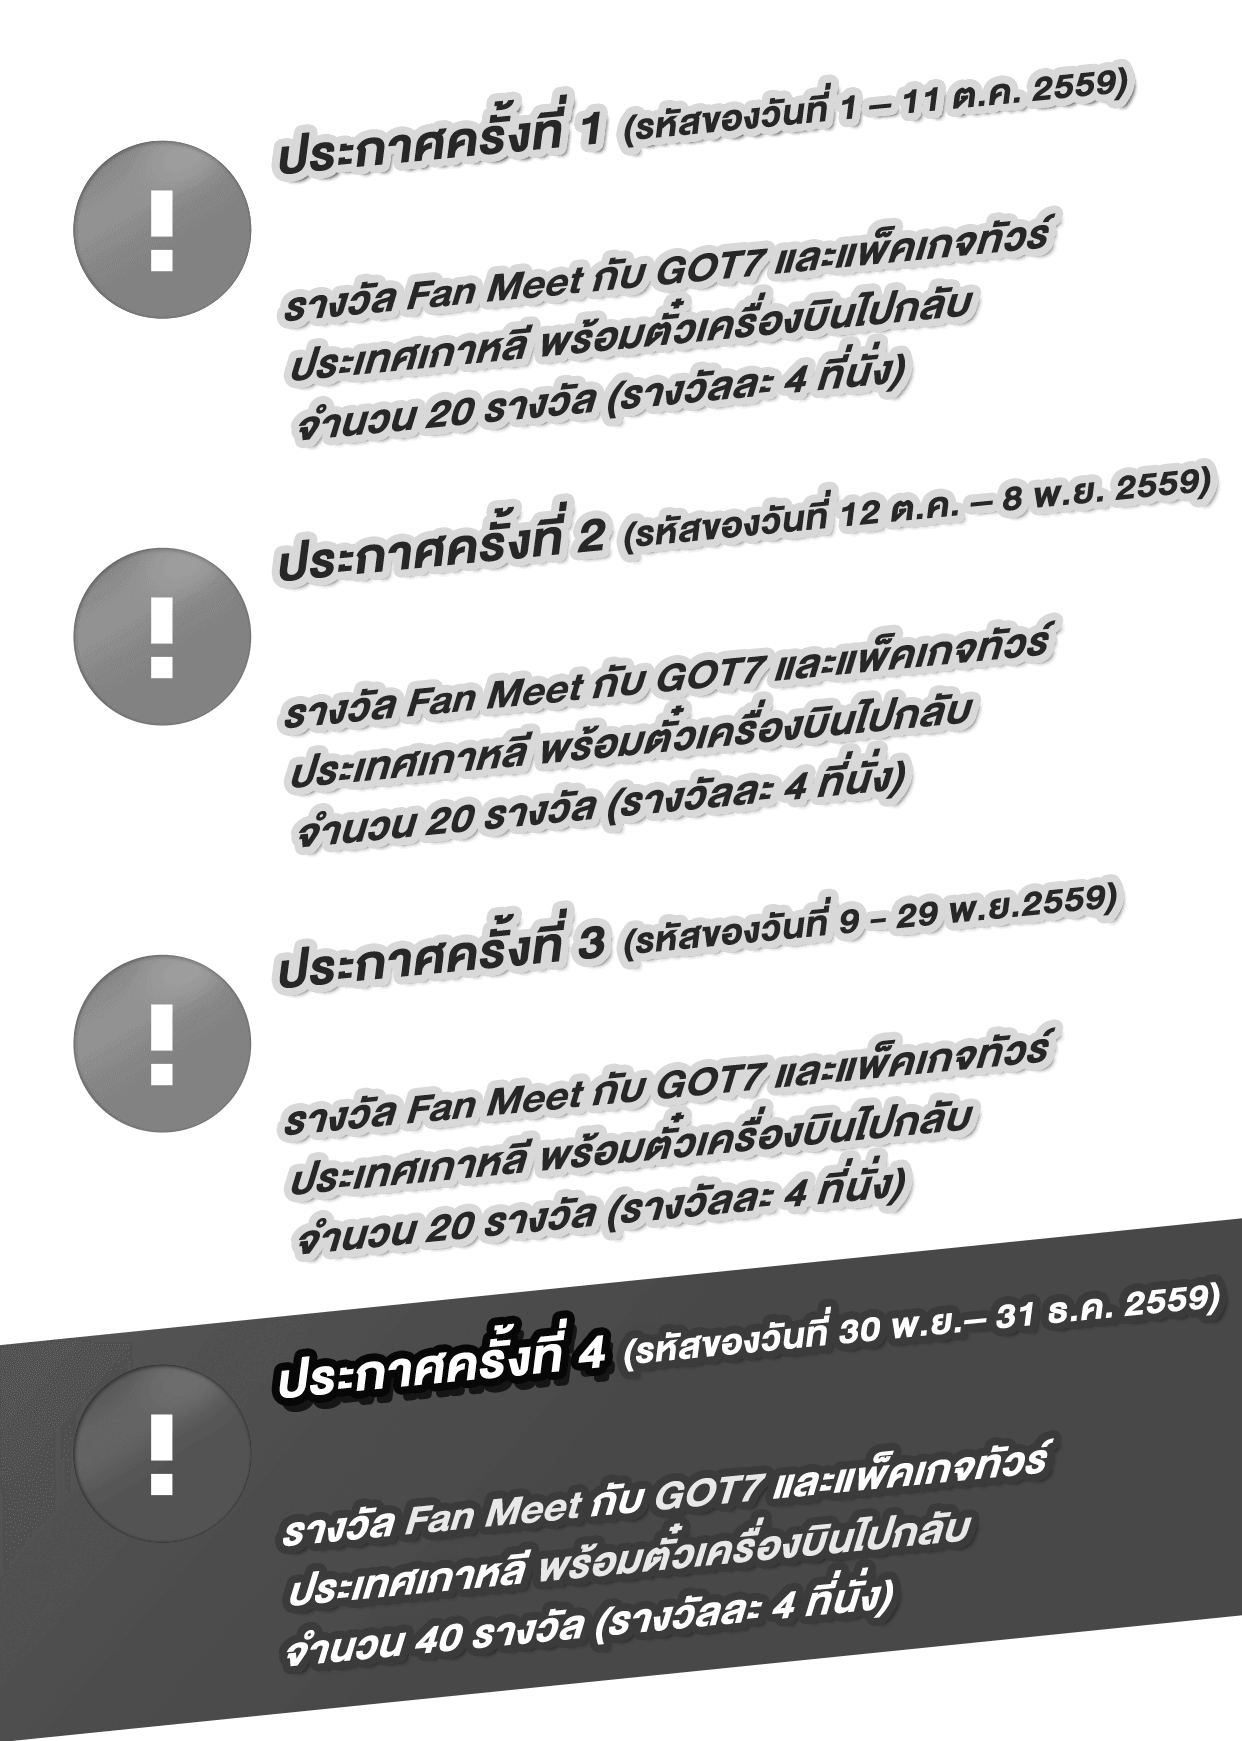 ประกาศครั้งที่ 1 (รหัสของวันที่ 1 – 11 ต.ค. 2559)
!
รางวัล Fan Meet กับ GOT7 และแพ็คเกจทัวร์
ประเทศเกาหลี พร้อมตั๋วเครื่องบินไปกลับ
จำนวน 20 รางวัล (รางวัลละ 4 ที่นั่ง)
ประกาศครั้งที่ 2 (รหัสของวันที่ 12 ต.ค. – 8 พ.ย. 2559)
!
รางวัล Fan Meet กับ GOT7 และแพ็คเกจทัวร์
ประเทศเกาหลี พร้อมตั๋วเครื่องบินไปกลับ
จำนวน 20 รางวัล (รางวัลละ 4 ที่นั่ง)
ประกาศครั้งที่ 3 (รหัสของวันที่ 9 - 29 พ.ย.2559)
!
รางวัล Fan Meet กับ GOT7 และแพ็คเกจทัวร์
ประเทศเกาหลี พร้อมตั๋วเครื่องบินไปกลับ
จำนวน 20 รางวัล (รางวัลละ 4 ที่นั่ง)
ประกาศครั้งที่ 4 (รหัสของวันที่ 30 พ.ย.– 31 ธ.ค. 2559)
!
รางวัล Fan Meet กับ GOT7 และแพ็คเกจทัวร์
ประเทศเกาหลี พร้อมตั๋วเครื่องบินไปกลับ
จำนวน 40 รางวัล (รางวัลละ 4 ที่นั่ง)